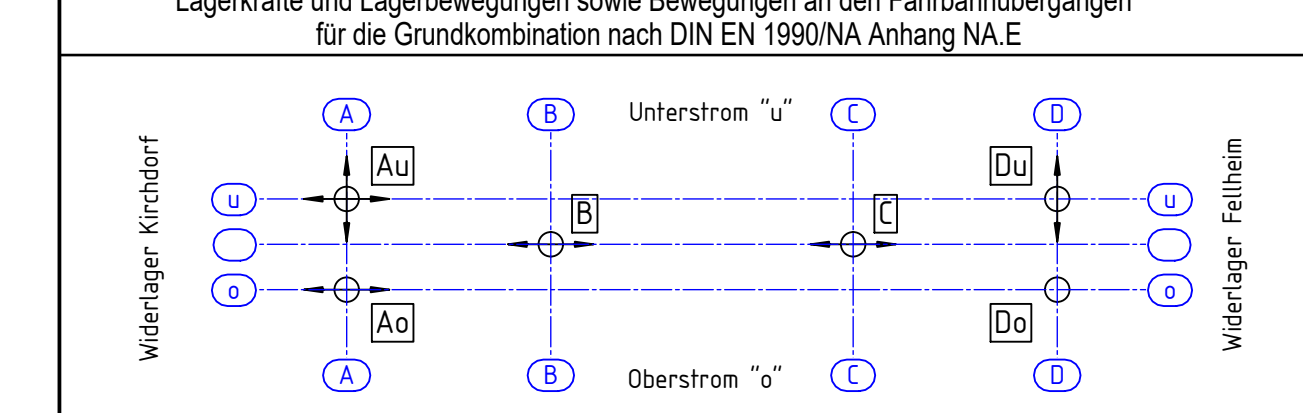 Lagerkräfte und Lagerbewegungen sowie Bewegungen an den Fahrbahnübergängen
für die Grundkombination nach DIN EN 1990/NA Anhang NA.E
A B Unterstrom "u" C D
Widerlager Kirchdorf
Au Du
u u
B C
Widerlager Fellheim
o o
Ao Do
A B Oberstrom "o" C D